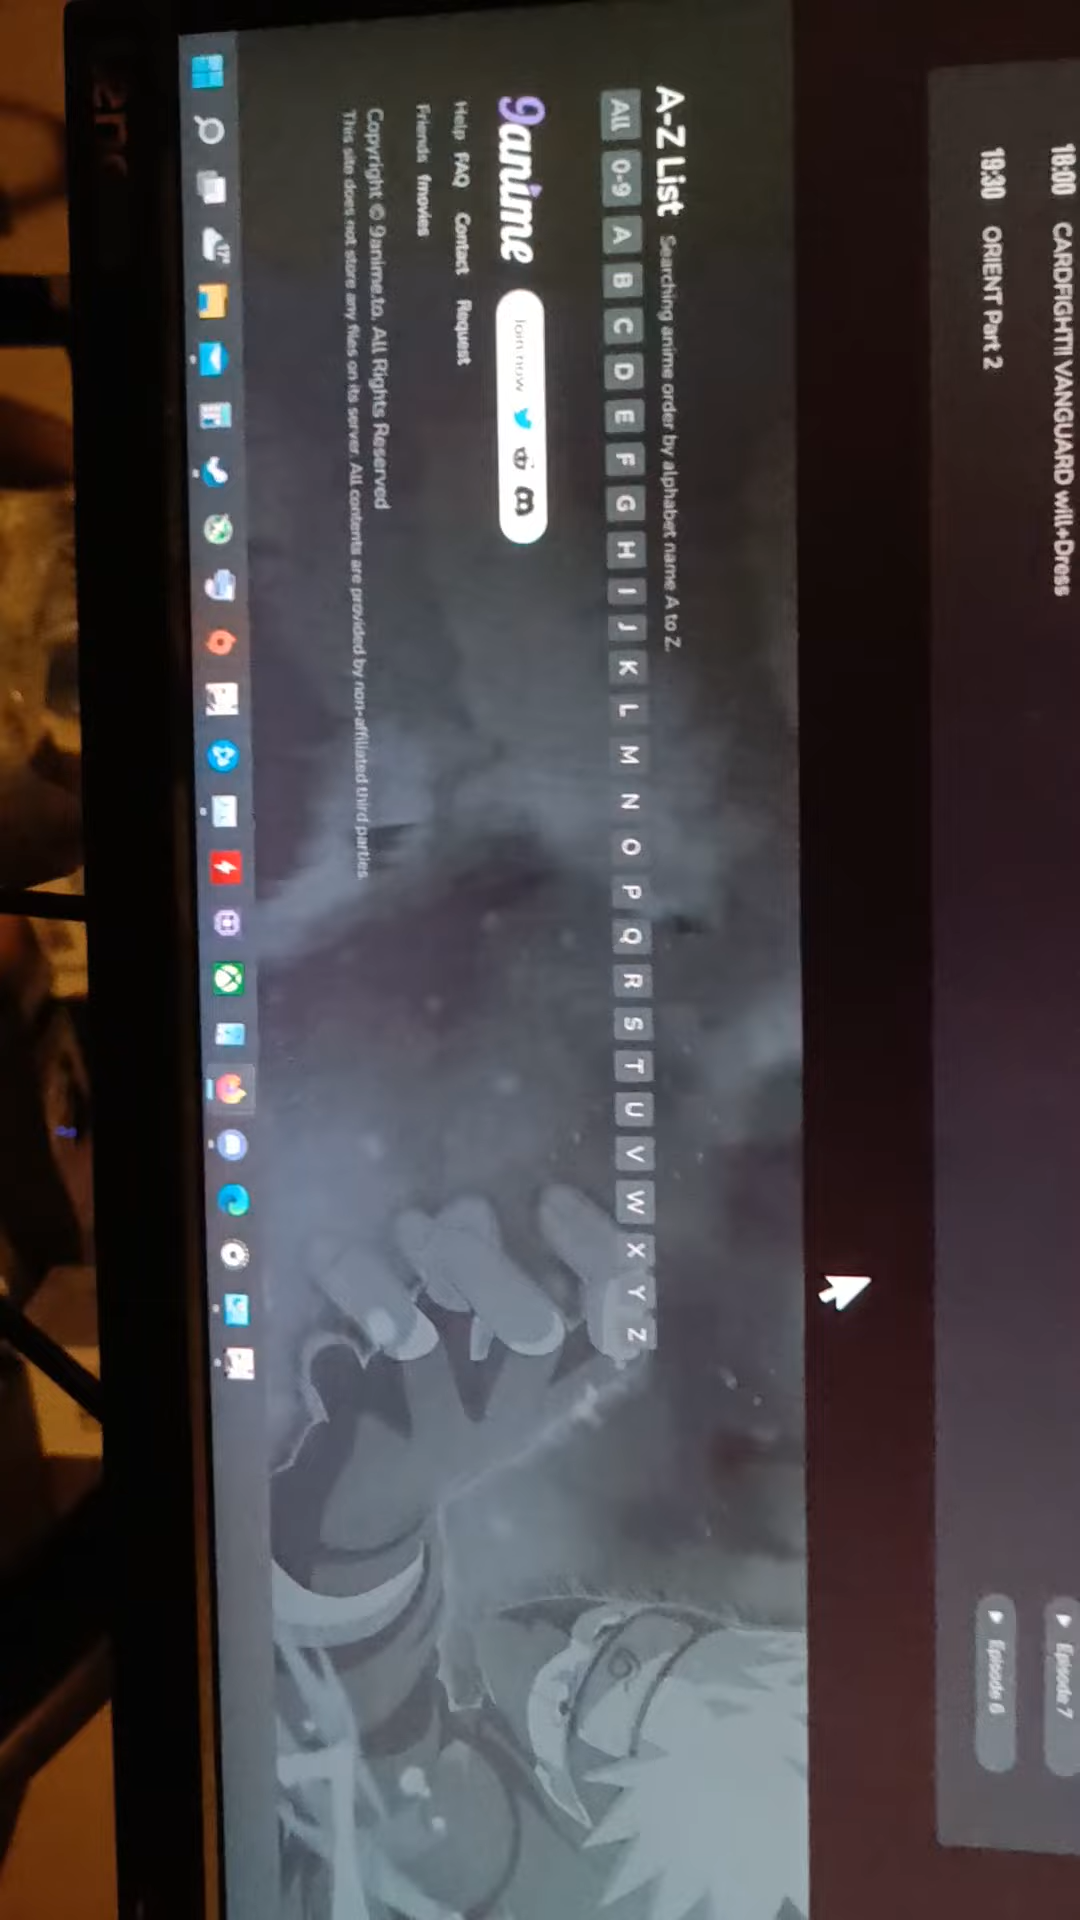 18:00 CARDFIGHT!! VANGUARD will+Dress Episode 7
19:30 ORIENT Part 2 Episode 6
A-Z List Searching anime order by alphabet name A to Z.
All 0-9 A B C D E F G H I J K L M N O P Q R S T U V W X Y Z
9anime Join now
Help FAQ Contact Request
Friends fmovies
Copyright © 9anime.to. All Rights Reserved
This site does not store any files on its server. All contents are provided by non-affiliated third parties.
17°